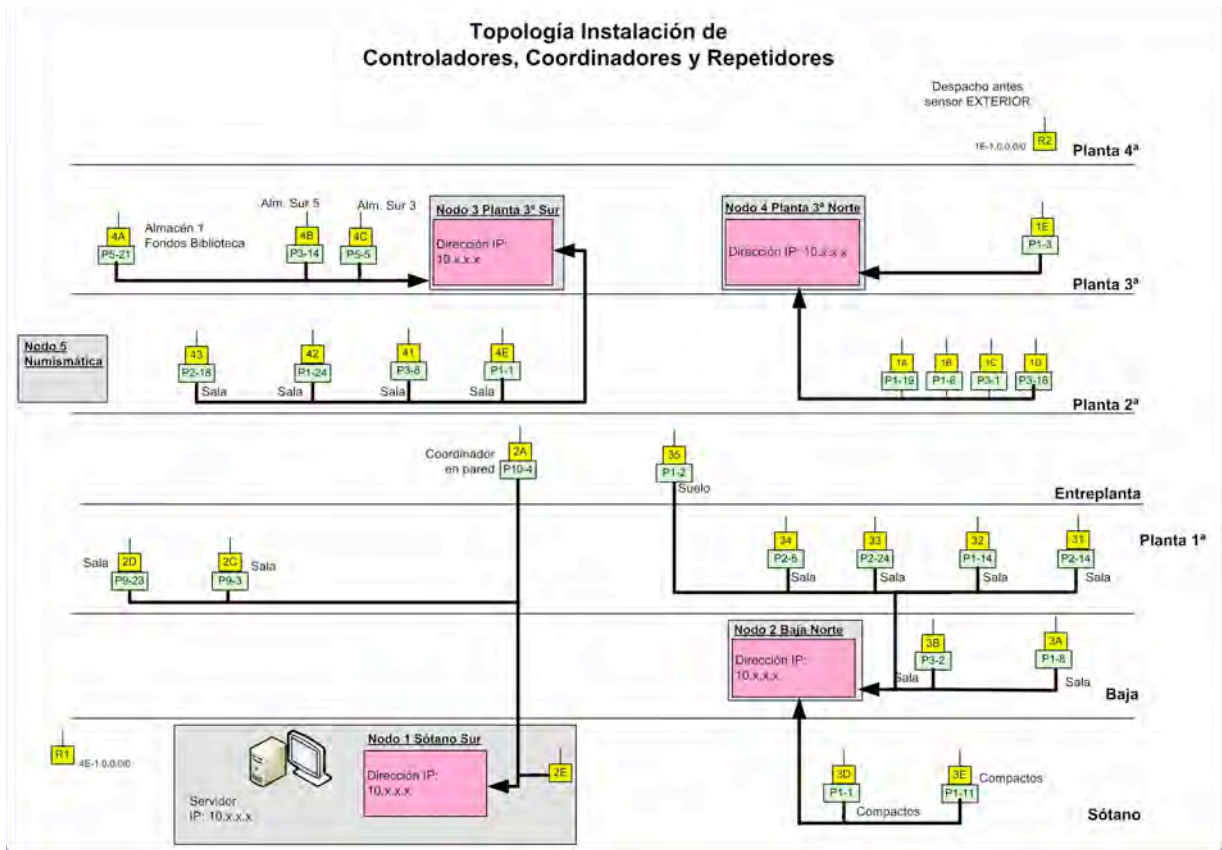 Topología Instalación de
Controladores, Coordinadores y Repetidores
Despacho antes
sensor EXTERIOR
1E-1.0.0.0/0
R2
Planta 4ª
4A
P5-21
Almacén 1
Fondos Biblioteca
Alm. Sur 5
4B
P3-14
Alm. Sur 3
4C
P5-5
Nodo 3 Planta 3ª Sur
Dirección IP:
10.x.x.x
Nodo 4 Planta 3ª Norte
Dirección IP: 10.x.x.x
1E
P1-3
Planta 3ª
Nodo 5
Numismática
43
P2-18
Sala
42
P1-24
Sala
41
P3-8
Sala
4E
P1-1
Sala
1A
P1-19
1B
P1-6
1C
P3-1
1D
P3-16
Planta 2ª
Coordinador
en pared
2A
P10-4
35
P1-2
Suelo
Entreplanta
Sala
2D
P9-23
2C
P9-3
Sala
34
P2-5
Sala
33
P2-24
Sala
32
P1-14
Sala
31
P2-14
Sala
Planta 1ª
Nodo 2 Baja Norte
Dirección IP:
10.x.x.x
3B
P3-2
Sala
3A
P1-8
Sala
Baja
R1
4E-1.0.0.0/0
Servidor
IP: 10.x.x.x
Nodo 1 Sótano Sur
Dirección IP:
10.x.x.x
2E
3D
P1-1
Compactos
3E
P1-11
Compactos
Sótano